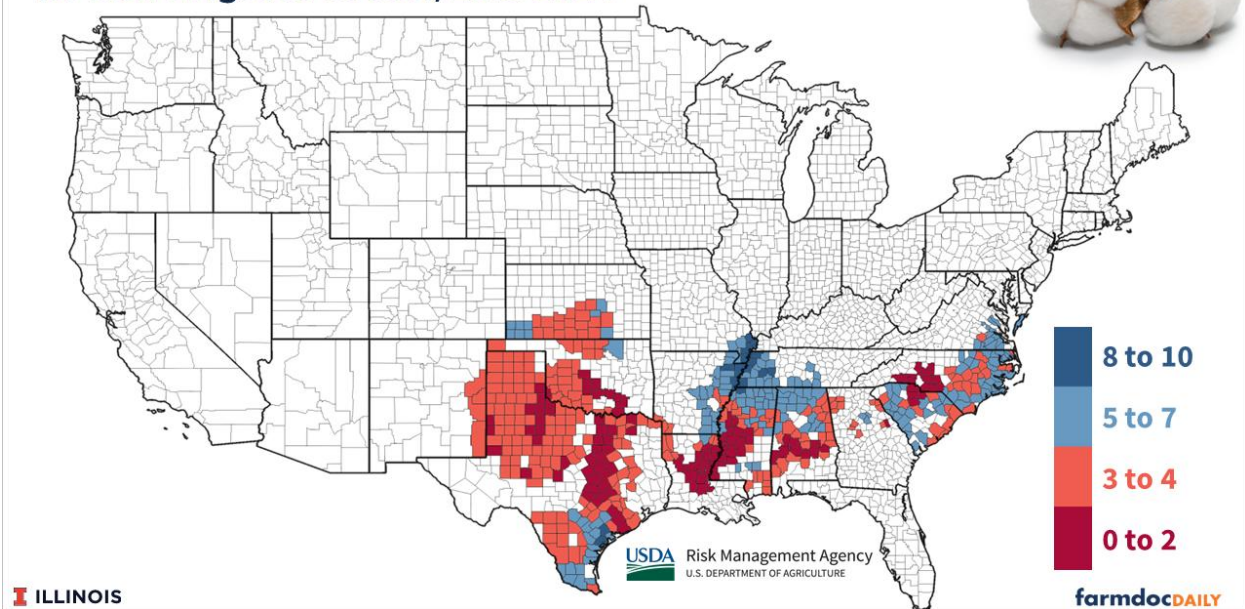 8 to 10
5 to 7
3 to 4
0 to 2
USDA Risk Management Agency
U.S. DEPARTMENT OF AGRICULTURE
ILLINOIS
farmdocDAILY